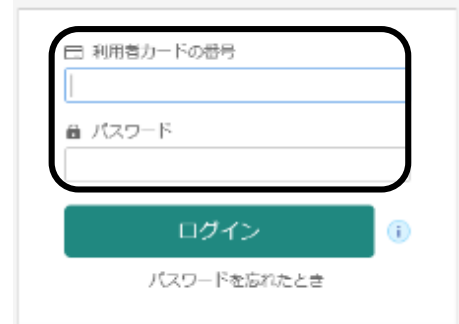 利用者カードの番号
パスワード
ログイン
パスワードを忘れたとき